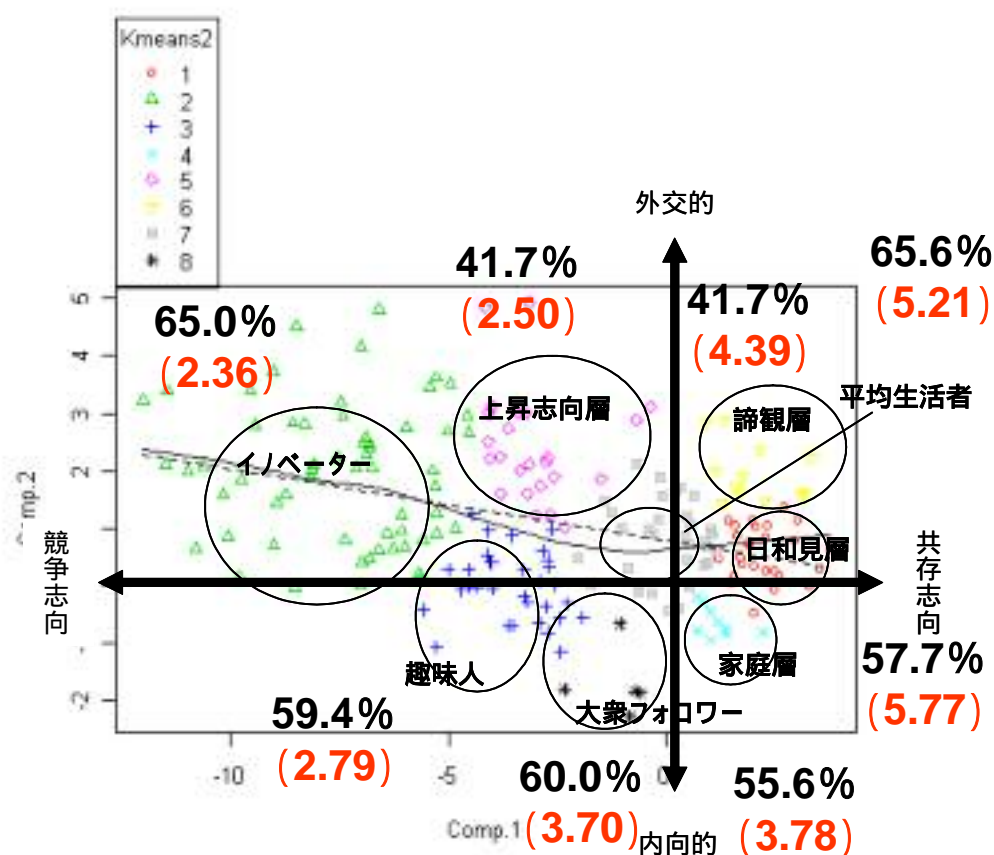 Kmeans2
1
2
3
4
5
6
7
8
外交的
41.7%
(2.50)
65.6%
(5.21)
65.0%
(2.36)
41.7%
(4.39)
平均生活者
上昇志向層
諦観層
イノベーター
日和見層
競争志向
共存志向
趣味人
家庭層
大衆フォロワー
57.7%
(5.77)
59.4%
(2.79)
60.0%
(3.70)
55.6%
(3.78)
内向的
5
4
3
2
-2
-10
-5
Comp.1
mp.2